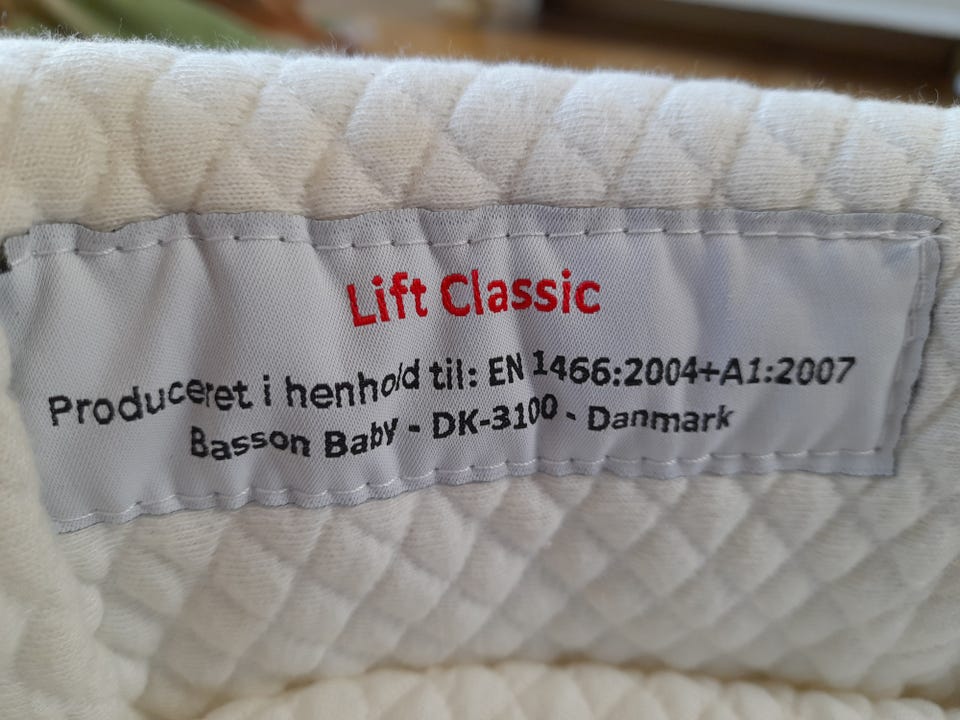 Lift Classic
Produceret i henhold til: EN 1466:2004+A1:2007
Basson Baby - DK-3100 - Danmark